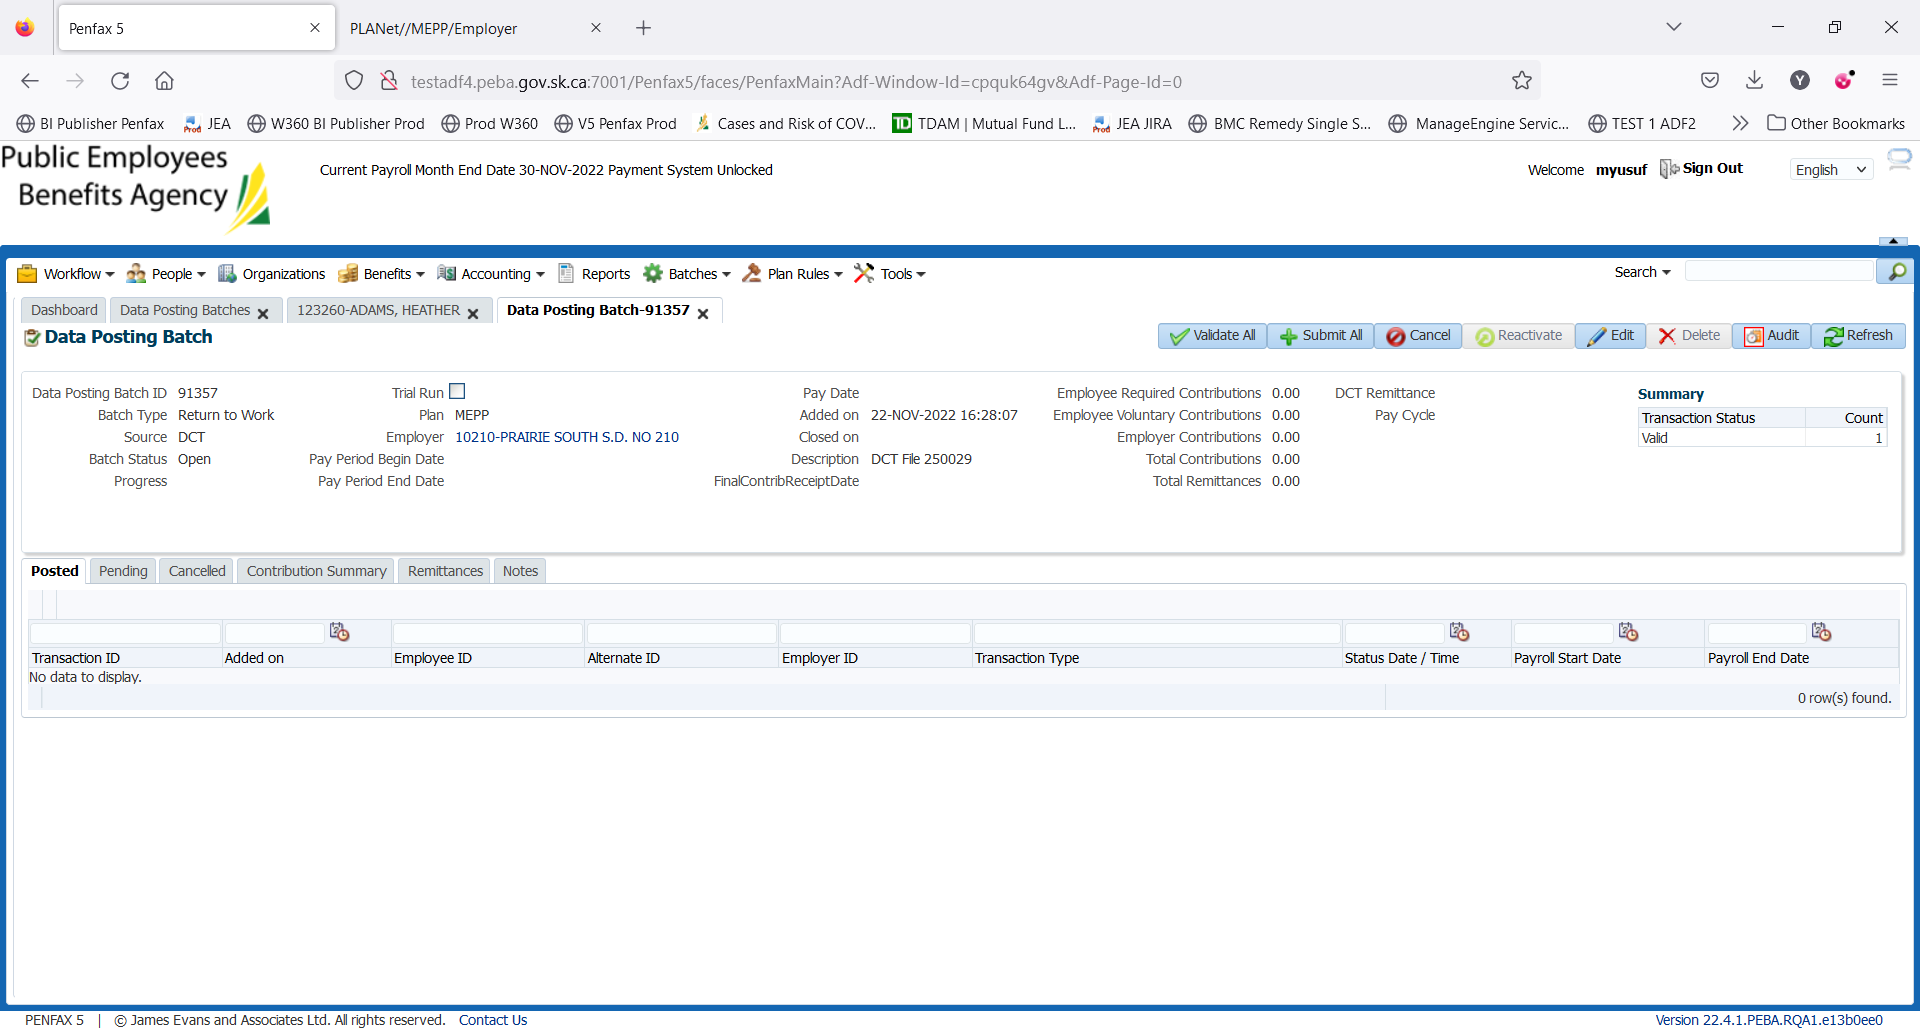 Penfax 5
PLANet//MEPP/Employer
testadf4.peba.gov.sk.ca:7001/Penfax5/faces/PenfaxMain?Adf-Window-Id=cpquk64gv&Adf-Page-Id=0
Y
BI Publisher Penfax JEA W360 BI Publisher Prod Prod W360 V5 Penfax Prod Cases and Risk of COV... TD TDAM | Mutual Fund L... JEA JIRA BMC Remedy Single S... ManageEngine Servic... TEST 1 ADF2 Other Bookmarks
Public Employees
Benefits Agency
Current Payroll Month End Date 30-NOV-2022 Payment System Unlocked
Welcome myusuf Sign Out English
Workflow People Organizations Benefits Accounting Reports Batches Plan Rules Tools Search
Dashboard Data Posting Batches 123260-ADAMS, HEATHER Data Posting Batch-91357
Data Posting Batch
Validate All Submit All Cancel Reactivate Edit Delete Audit Refresh
Data Posting Batch ID 91357 Trial Run Pay Date Employee Required Contributions 0.00 DCT Remittance Summary
Batch Type Return to Work Plan MEPP Added on 22-NOV-2022 16:28:07 Employee Voluntary Contributions 0.00 Pay Cycle Transaction Status Count
Source DCT Employer 10210-PRAIRIE SOUTH S.D. NO 210 Closed on Employer Contributions 0.00 Valid 1
Batch Status Open Pay Period Begin Date Description DCT File 250029 Total Contributions 0.00
Progress Pay Period End Date FinalContribReceiptDate Total Remittances 0.00
Posted Pending Cancelled Contribution Summary Remittances Notes
Transaction ID Added on Employee ID Alternate ID Employer ID Transaction Type Status Date / Time Payroll Start Date Payroll End Date
No data to display.
0 row(s) found.
PENFAX 5 | © James Evans and Associates Ltd. All rights reserved. Contact Us Version 22.4.1.PEBA.RQA1.e13b0ee0